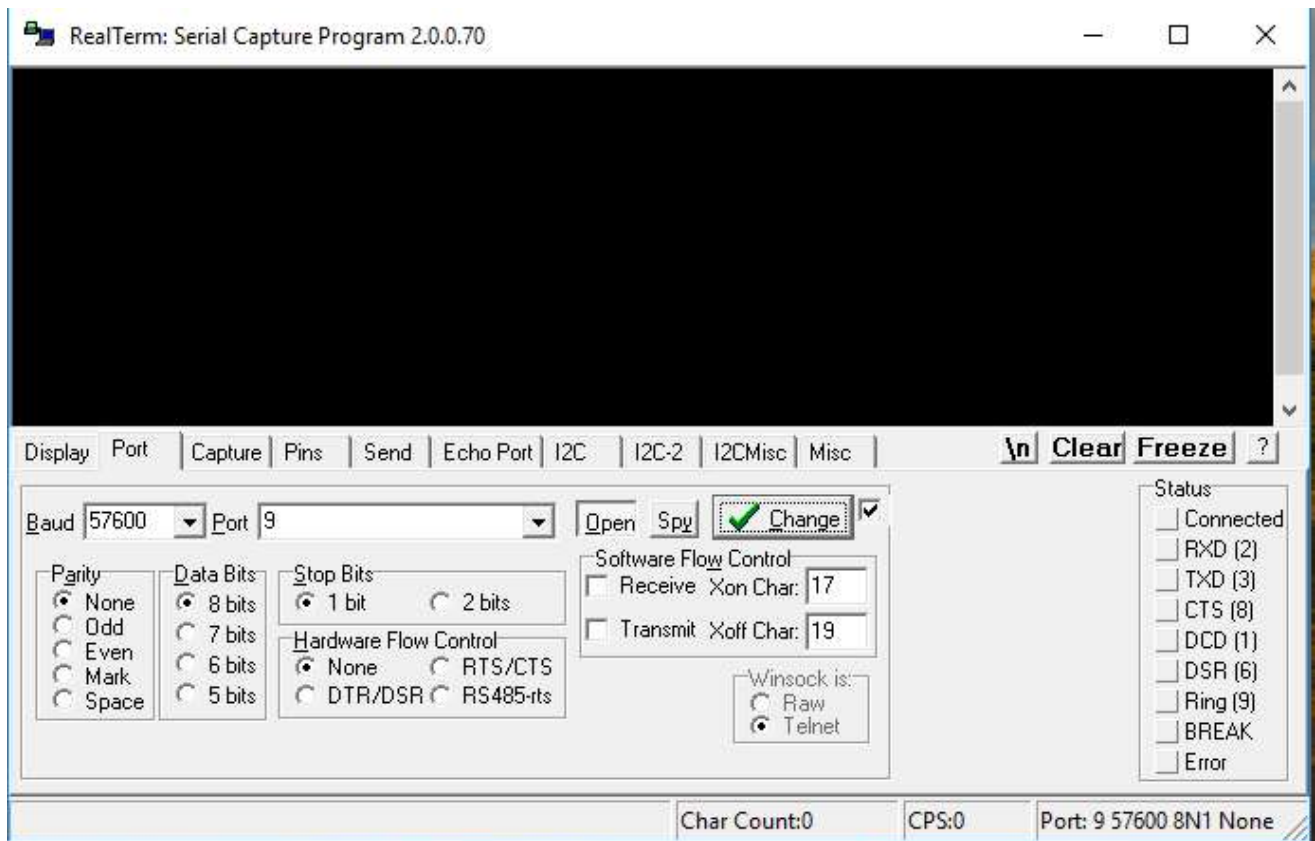 RealTerm: Serial Capture Program 2.0.0.70
Display Port Capture Pins Send Echo Port I2C I2C-2 I2CMisc Misc \n Clear Freeze ?
Baud 57600 Port 9 Open Spy Change
Parity
None
Odd
Even
Mark
Space
Data Bits
8 bits
7 bits
6 bits
5 bits
Stop Bits
1 bit 2 bits
Hardware Flow Control
None RTS/CTS
DTR/DSR RS485-rts
Software Flow Control
Receive Xon Char: 17
Transmit Xoff Char: 19
Winsock is:
Raw
Telnet
Status
Connected
RXD (2)
TXD (3)
CTS (8)
DCD (1)
DSR (6)
Ring (9)
BREAK
Error
Char Count:0 CPS:0 Port: 9 57600 8N1 None